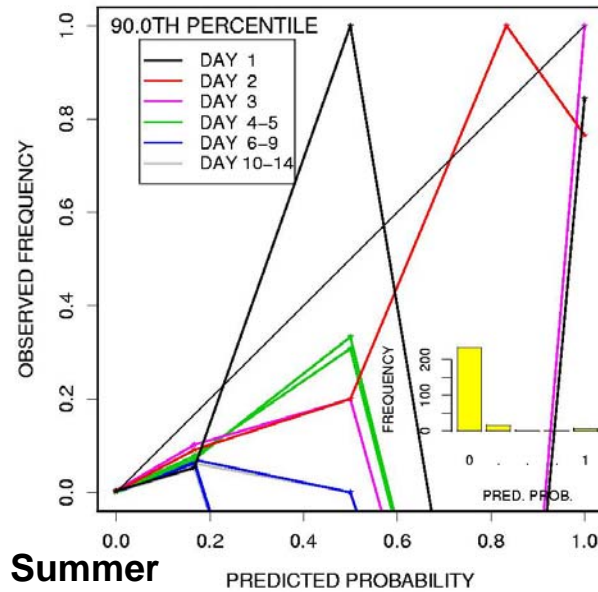 90.0TH PERCENTILE
DAY 1
DAY 2
DAY 3
DAY 4-5
DAY 6-9
DAY 10-14
OBSERVED FREQUENCY
1.0
0.8
0.6
0.4
0.2
0.0
FREQUENCY
200
100
0
0 . . . 1
PRED. PROB.
0.0 0.2 0.4 0.6 0.8 1.0
Summer PREDICTED PROBABILITY